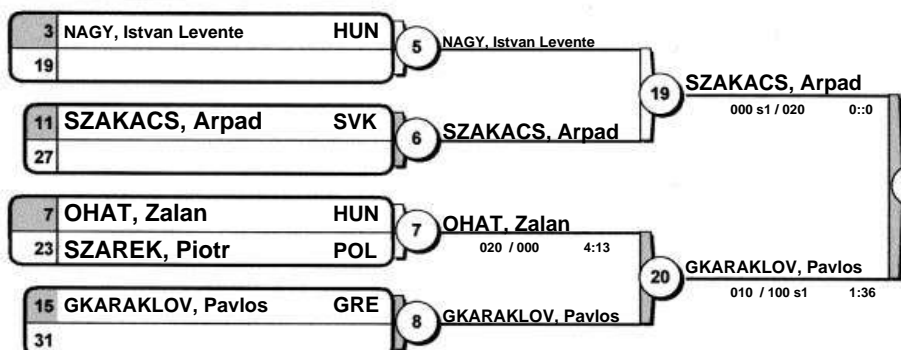 3 NAGY, Istvan Levente HUN
19
5 NAGY, Istvan Levente
11 SZAKACS, Arpad SVK
27
6 SZAKACS, Arpad
19 SZAKACS, Arpad
000 s1 / 020 0::0
7 OHAT, Zalan HUN
23 SZAREK, Piotr POL
7 OHAT, Zalan
020 / 000 4:13
15 GKARAKLOV, Pavlos GRE
31
8 GKARAKLOV, Pavlos
20 GKARAKLOV, Pavlos
010 / 100 s1 1:36